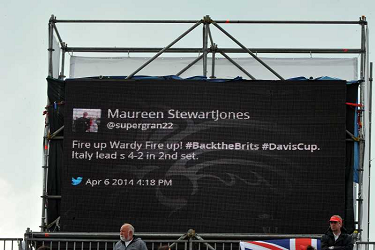 Maureen StewartJones
@supergran22
Fire up Wardy Fire up! #BacktheBrits #DavisCup.
Italy lead s 4-2 in 2nd set.
Apr 6 2014 4:18 PM